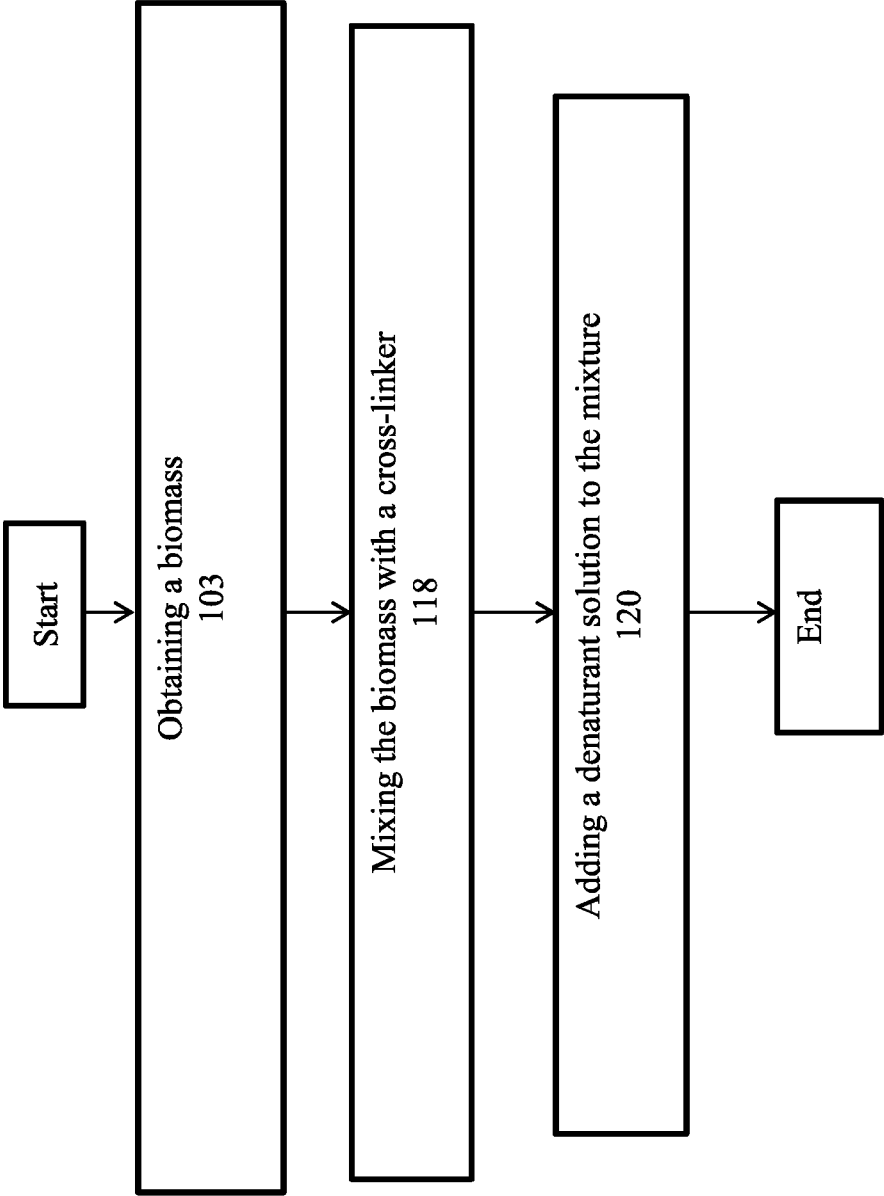 Start
Obtaining a biomass
103
Mixing the biomass with a cross-linker
118
Adding a denaturant solution to the mixture
120
End